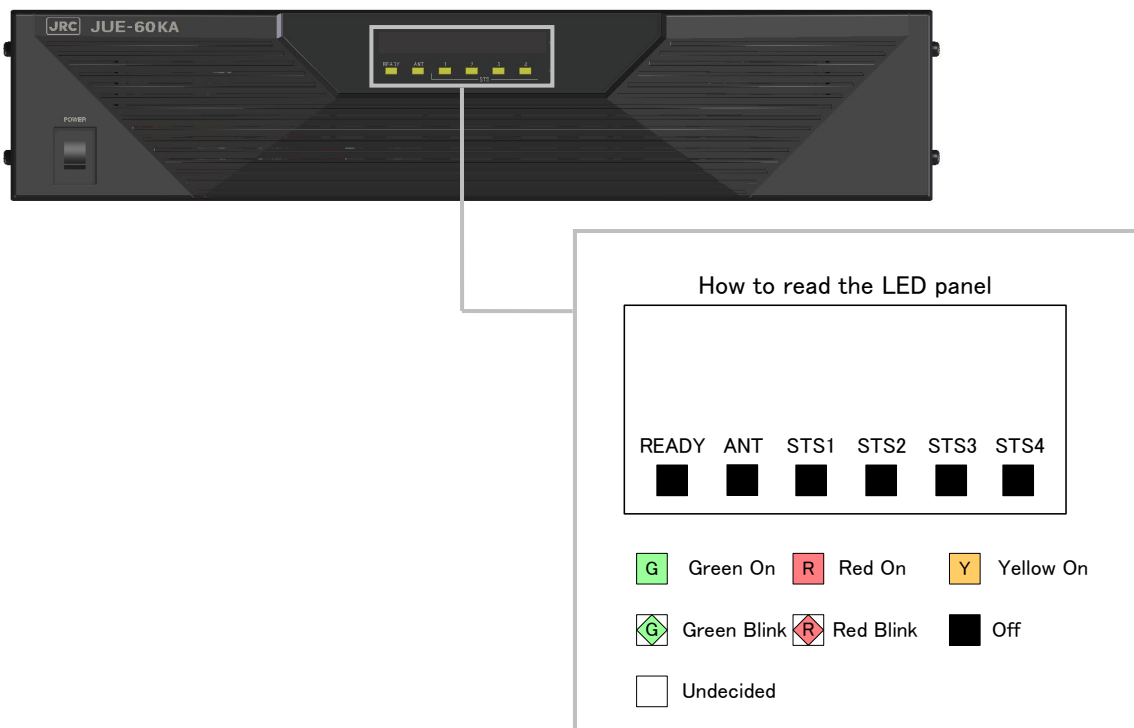 JRC JUE-60KA
READY ANT 1 2 3 4
STS
POWER
How to read the LED panel
READY ANT STS1 STS2 STS3 STS4
G Green On R Red On Y Yellow On
G Green Blink R Red Blink Off
Undecided